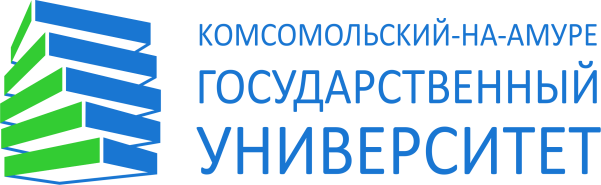 КОМСОМОЛЬСКИЙ-НА-АМУРЕ
ГОСУДАРСТВЕННЫЙ
УНИВЕРСИТЕТ